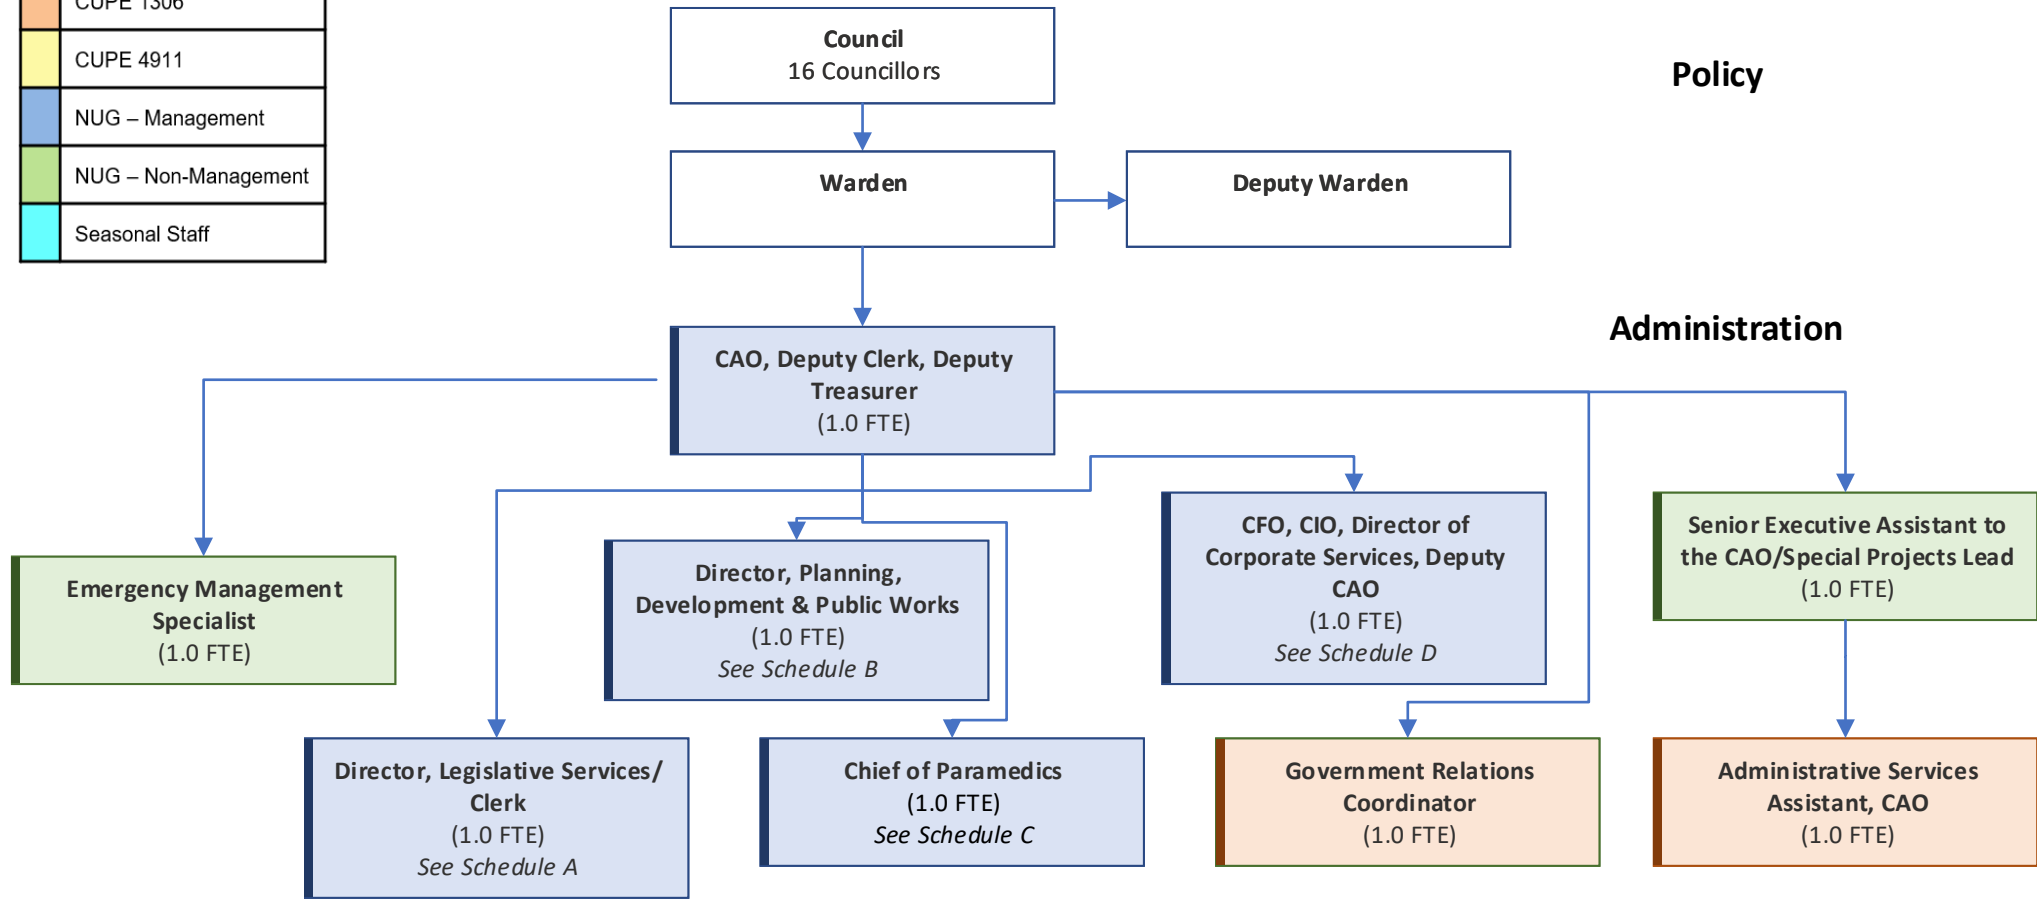 CUPE 1306
CUPE 4911
NUG – Management
NUG – Non-Management
Seasonal Staff
Council
16 Councillors
Policy
Warden
Deputy Warden
Administration
CAO, Deputy Clerk, Deputy
Treasurer
(1.0 FTE)
Emergency Management
Specialist
(1.0 FTE)
Director, Planning,
Development & Public Works
(1.0 FTE)
See Schedule B
CFO, CIO, Director of
Corporate Services, Deputy
CAO
(1.0 FTE)
See Schedule D
Senior Executive Assistant to
the CAO/Special Projects Lead
(1.0 FTE)
Director, Legislative Services/
Clerk
(1.0 FTE)
See Schedule A
Chief of Paramedics
(1.0 FTE)
See Schedule C
Government Relations
Coordinator
(1.0 FTE)
Administrative Services
Assistant, CAO
(1.0 FTE)